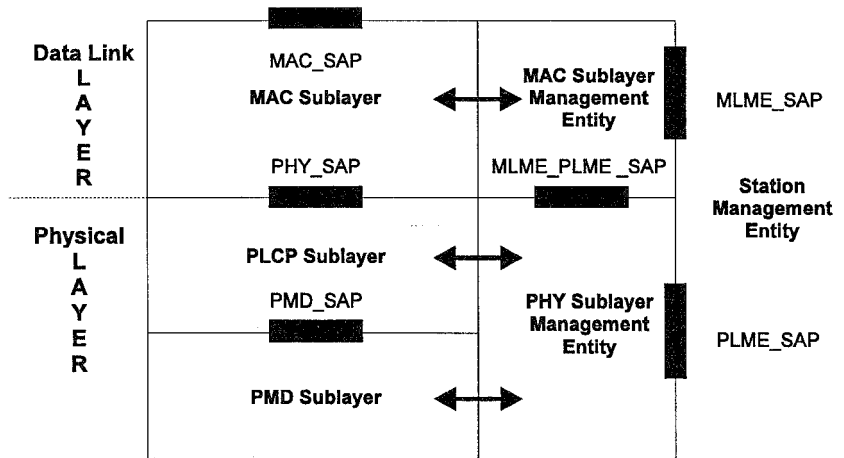 Data Link
L
A
Y
E
R
MAC_SAP
MAC Sublayer
MAC Sublayer
Management
Entity
MLME_SAP
PHY_SAP
MLME_PLME _SAP
Station
Management
Entity
Physical
L
A
Y
E
R
PLCP Sublayer
PMD_SAP
PHY Sublayer
Management
Entity
PLME_SAP
PMD Sublayer